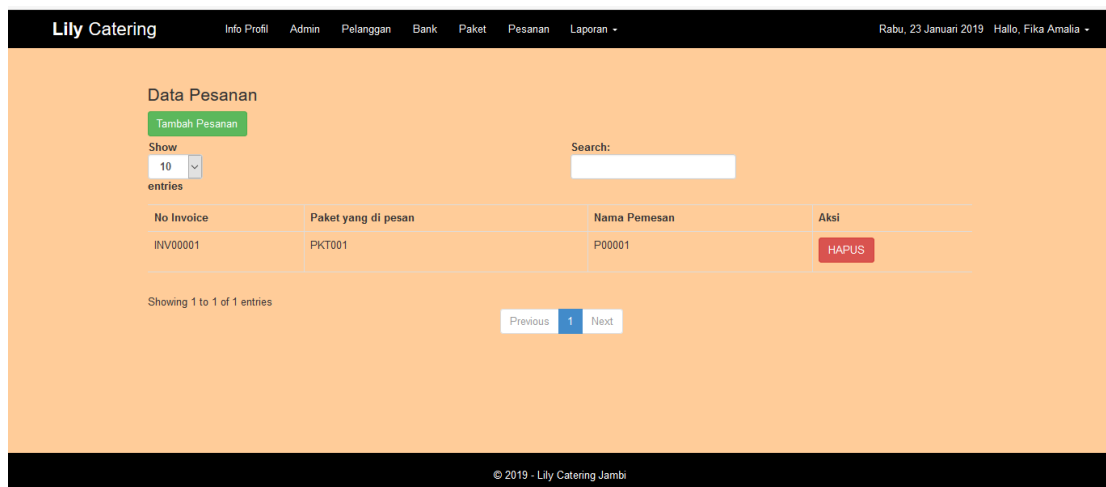 Lily Catering Info Profil Admin Pelanggan Bank Paket Pesanan Laporan Rabu, 23 Januari 2019 Hallo, Fika Amalia
Data Pesanan
Tambah Pesanan
Show
10
entries
Search:
No Invoice Paket yang di pesan Nama Pemesan Aksi
INV00001 PKT001 P00001 HAPUS
Showing 1 to 1 of 1 entries
Previous 1 Next
© 2019 - Lily Catering Jambi